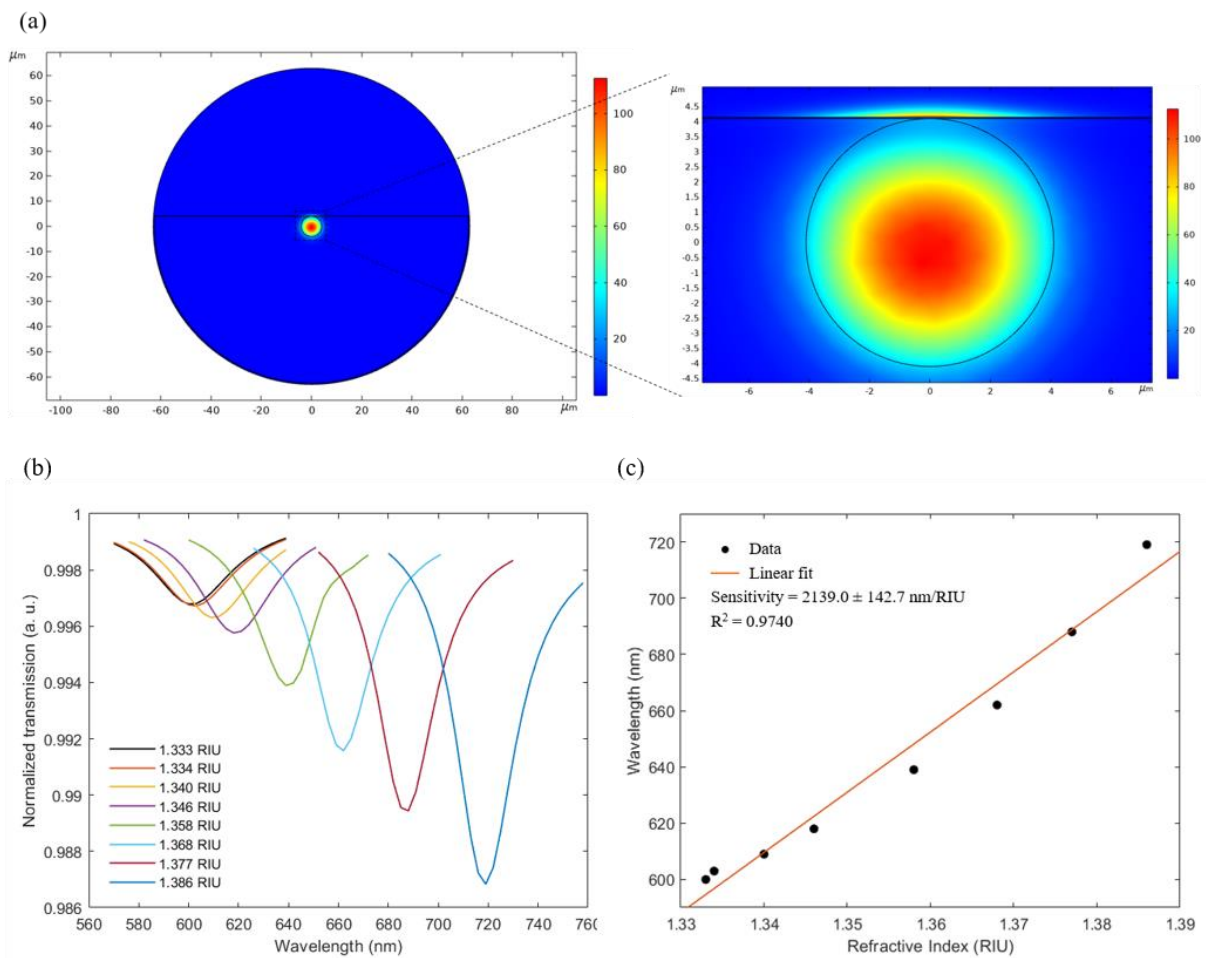 (a)
μm
60
50
40
30
20
10
0
-10
-20
-30
-40
-50
-60
-100
-80
-60
-40
-20
0
20
40
60
80
μm
100
80
60
40
20
μm
4.5
4
3.5
3
2.5
2
1.5
1
0.5
0
-0.5
-1
-1.5
-2
-2.5
-3
-3.5
-4
-4.5
-6
-4
-2
0
2
4
6
μm
100
80
60
40
20
(b)
1
0.998
0.996
0.994
0.992
0.99
0.988
0.986
Normalized transmission (a. u.)
1.333 RIU
1.334 RIU
1.340 RIU
1.346 RIU
1.358 RIU
1.368 RIU
1.377 RIU
1.386 RIU
560 580 600 620 640 660 680 700 720 740 760
Wavelength (nm)
(c)
720
700
680
660
640
620
600
Wavelength (nm)
Data
Linear fit
Sensitivity = 2139.0 ± 142.7 nm/RIU
R² = 0.9740
1.33 1.34 1.35 1.36 1.37 1.38 1.39
Refractive Index (RIU)